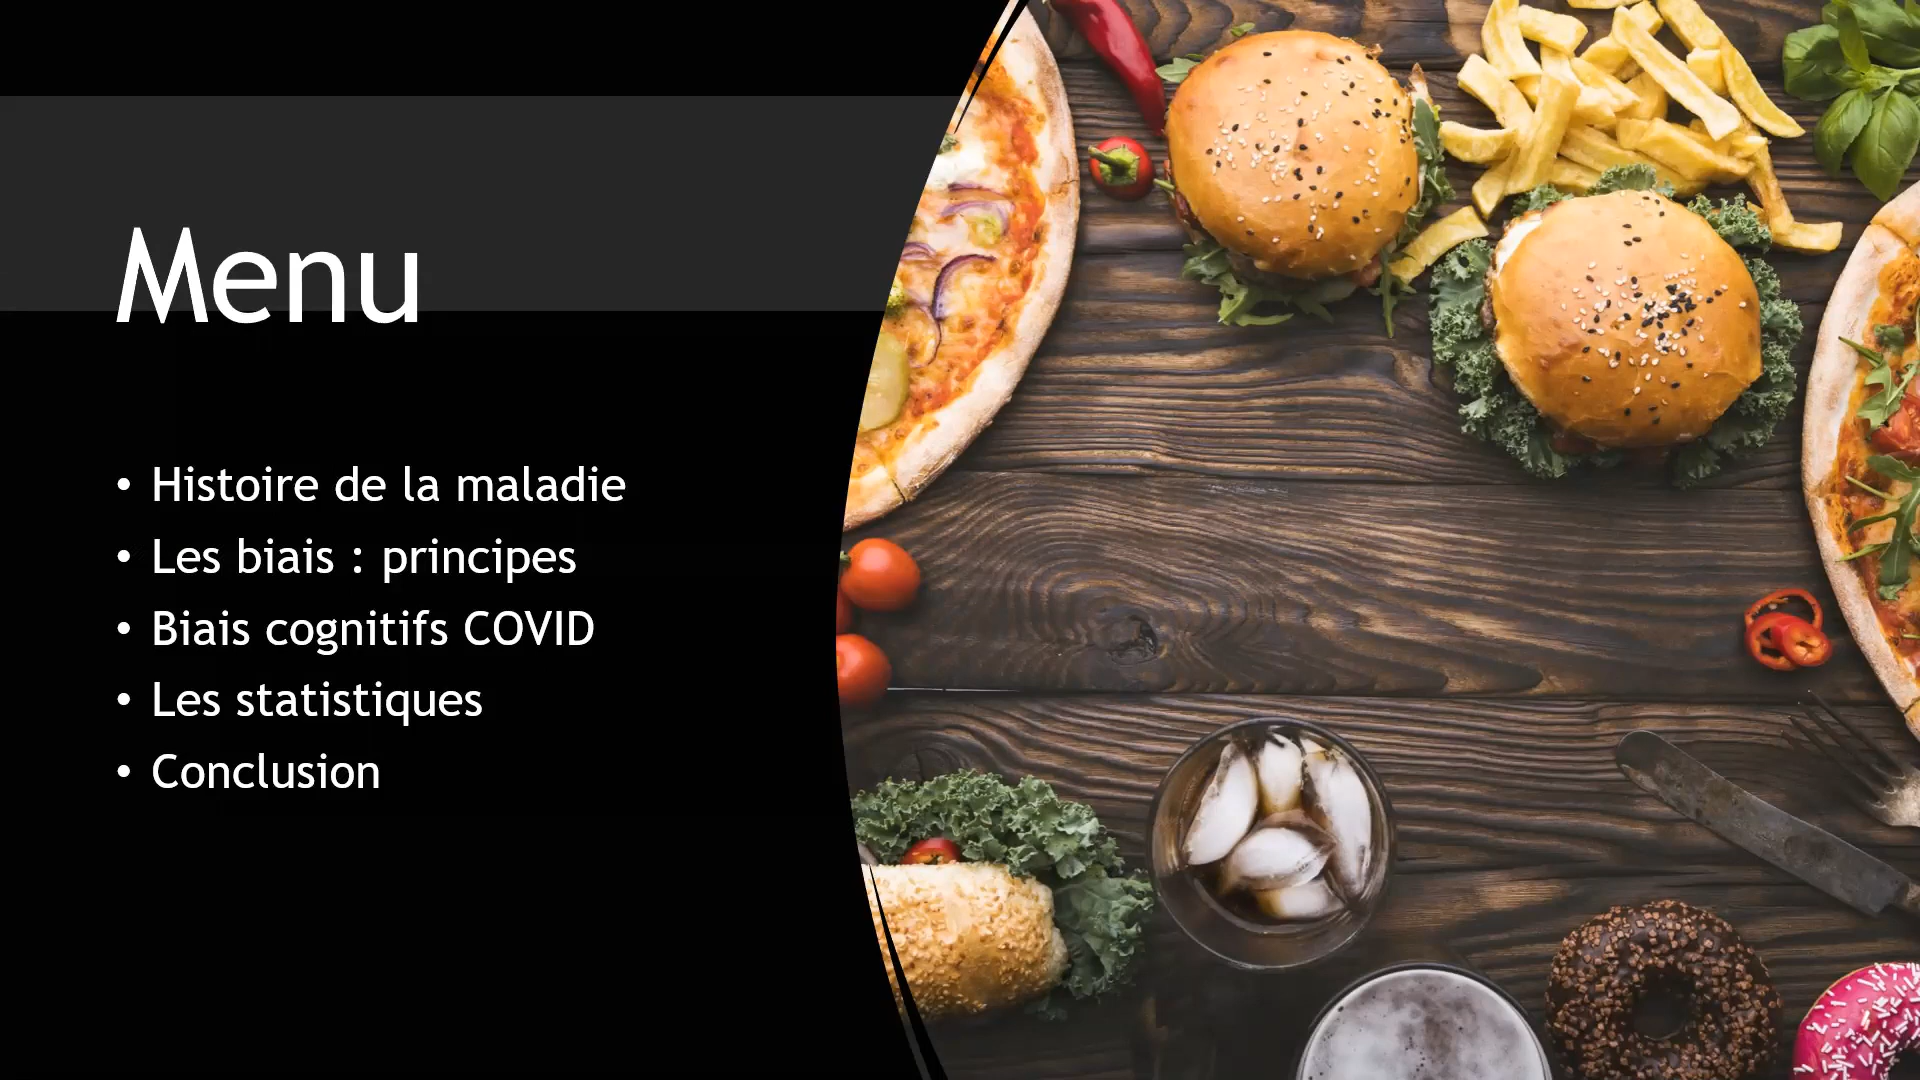 Menu
• Histoire de la maladie
• Les biais : principes
• Biais cognitifs COVID
• Les statistiques
• Conclusion